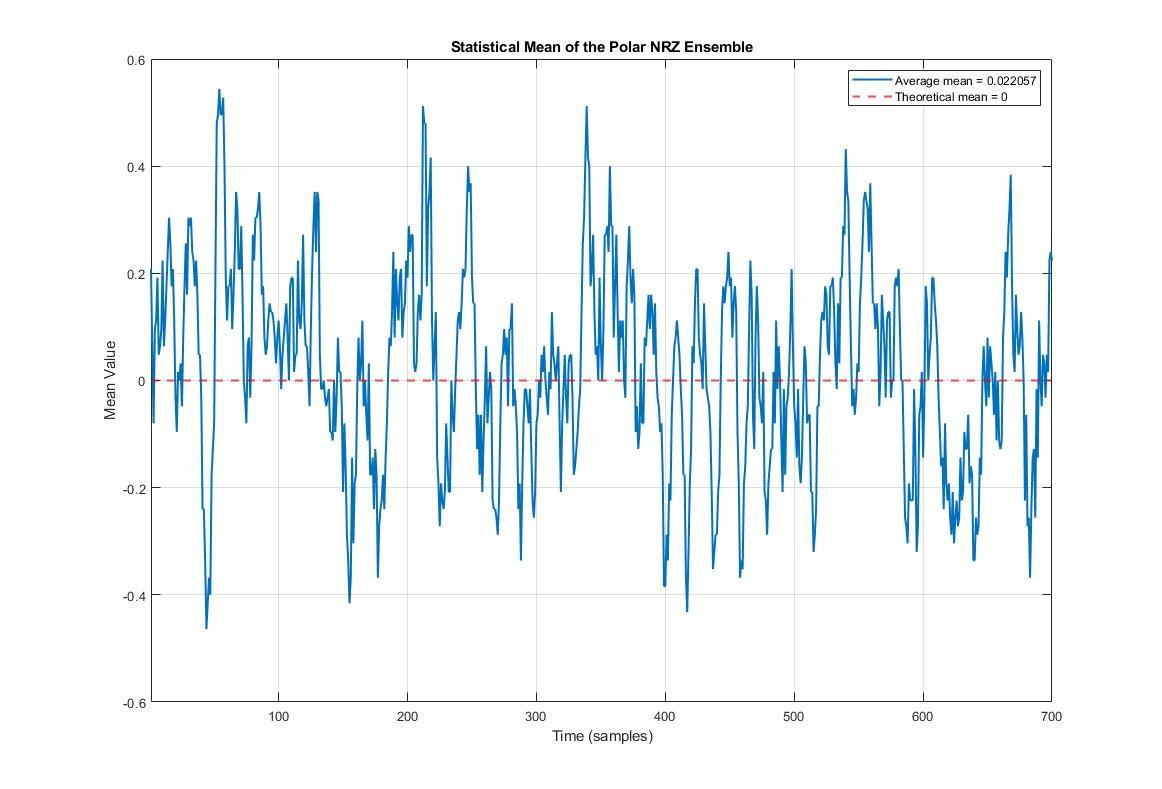 Statistical Mean of the Polar NRZ Ensemble
Average mean = 0.022057
Theoretical mean = 0
Mean Value
0.6
0.4
0.2
0
-0.2
-0.4
-0.6
100 200 300 400 500 600 700
Time (samples)